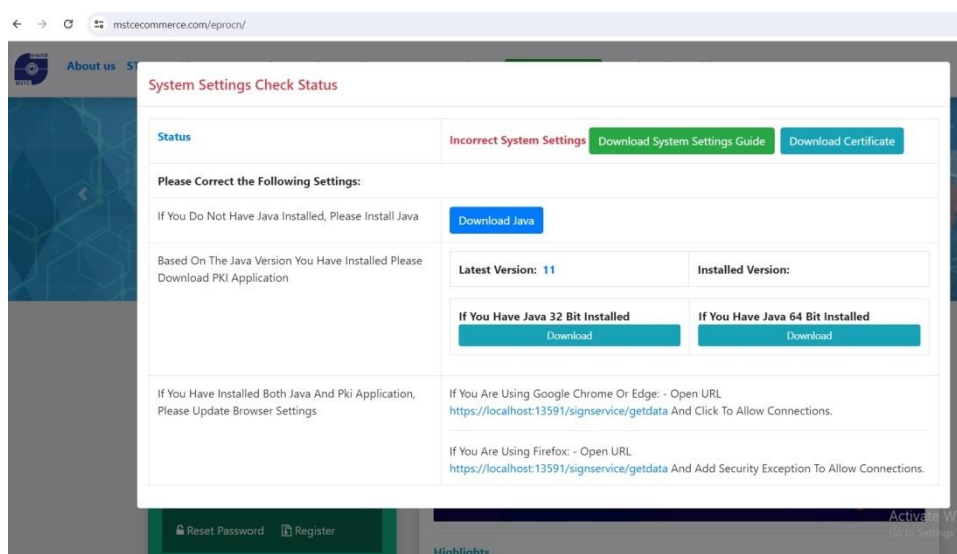 mstcecommerce.com/eprocn/
MSTC
About us
System Settings Check Status
Status
Incorrect System Settings Download System Settings Guide Download Certificate
Please Correct the Following Settings:
If You Do Not Have Java Installed, Please Install Java
Download Java
Based On The Java Version You Have Installed Please
Download PKI Application
Latest Version: 11
Installed Version:
If You Have Java 32 Bit Installed
Download
If You Have Java 64 Bit Installed
Download
If You Have Installed Both Java And Pki Application,
Please Update Browser Settings
If You Are Using Google Chrome Or Edge: - Open URL
https://localhost:13591/signservice/getdata And Click To Allow Connections.
If You Are Using Firefox: - Open URL
https://localhost:13591/signservice/getdata And Add Security Exception To Allow Connections.
Reset Password Register
Highlights
Activate W
Go to Settings